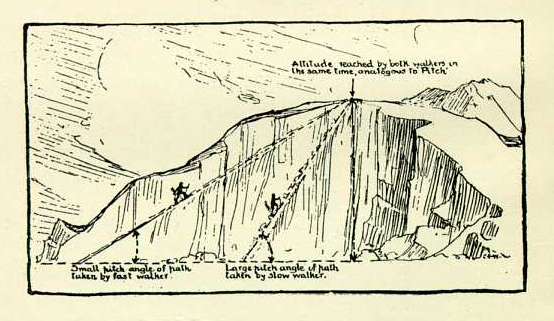 Altitude reached by both walkers in
the same time, analogous to 'Pitch'
Small pitch angle of path
taken by fast walker.
Large pitch angle of path
taken by slow walker.